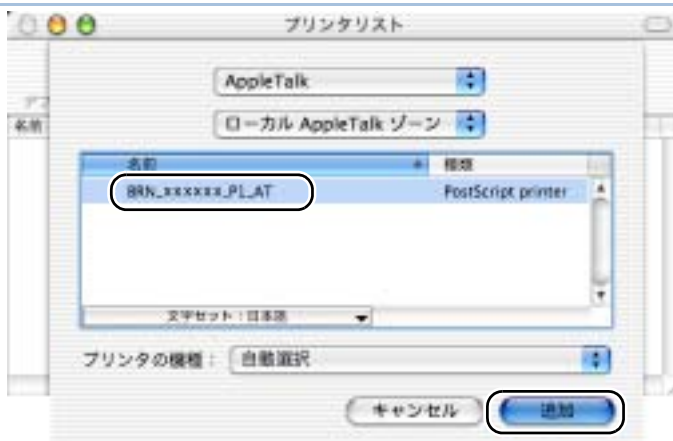 プリンタリスト
AppleTalk
ローカル AppleTalk ゾーン
名前
名前 種類
BRN_xxxxxx_P1_AT PostScript printer
文字セット：日本語
プリンタの機種： 自動選択
キャンセル 追加